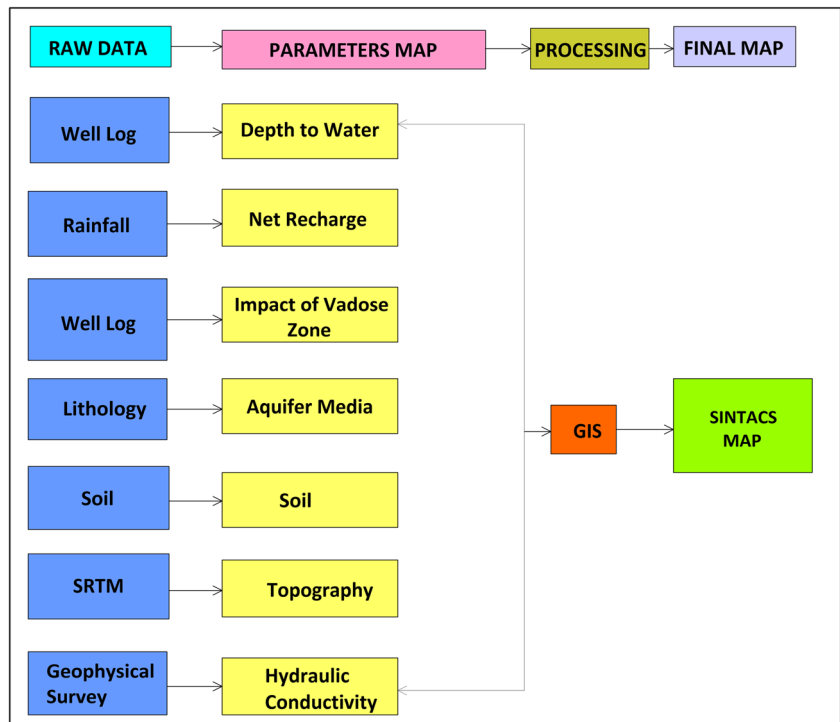 RAW DATA
PARAMETERS MAP
PROCESSING
FINAL MAP
Well Log
Depth to Water
Rainfall
Net Recharge
Well Log
Impact of Vadose
Zone
Lithology
Aquifer Media
GIS
SINTACS
MAP
Soil
Soil
SRTM
Topography
Geophysical
Survey
Hydraulic
Conductivity